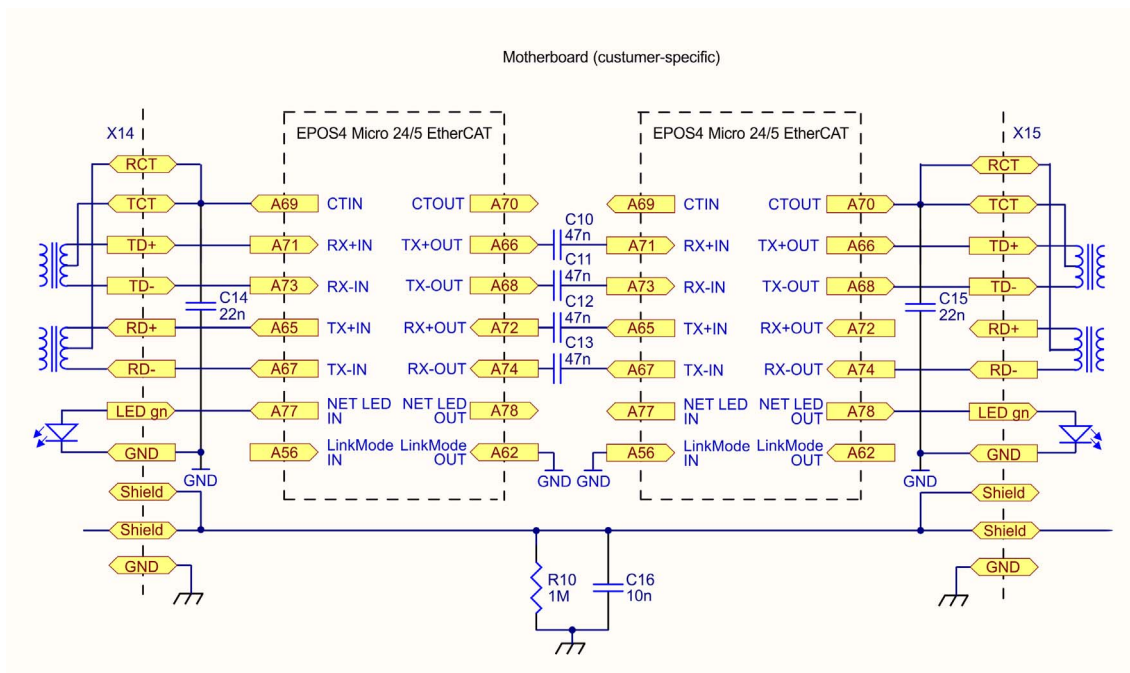 Motherboard (custumer-specific)
X14
EPOS4 Micro 24/5 EtherCAT
EPOS4 Micro 24/5 EtherCAT
X15
RCT
RCT
TCT
A69
CTIN
CTOUT
A70
A69
CTIN
CTOUT
A70
TCT
C10
47n
TD+
A71
RX+IN
TX+OUT
A66
A71
RX+IN
TX+OUT
A66
TD+
C11
47n
TD-
A73
RX-IN
TX-OUT
A68
A73
RX-IN
TX-OUT
A68
TD-
C14
22n
C12
47n
C15
22n
RD+
A65
TX+IN
RX+OUT
A72
A65
TX+IN
RX+OUT
A72
RD+
C13
47n
RD-
A67
TX-IN
RX-OUT
A74
A67
TX-IN
RX-OUT
A74
RD-
LED gn
A77
NET LED
IN
NET LED
OUT
A78
A77
NET LED
IN
NET LED
OUT
A78
LED gn
GND
A56
LinkMode
IN
LinkMode
OUT
A62
A56
LinkMode
IN
LinkMode
OUT
A62
GND
GND
GND
GND
GND
Shield
Shield
Shield
Shield
GND
GND
R10
1M
C16
10n